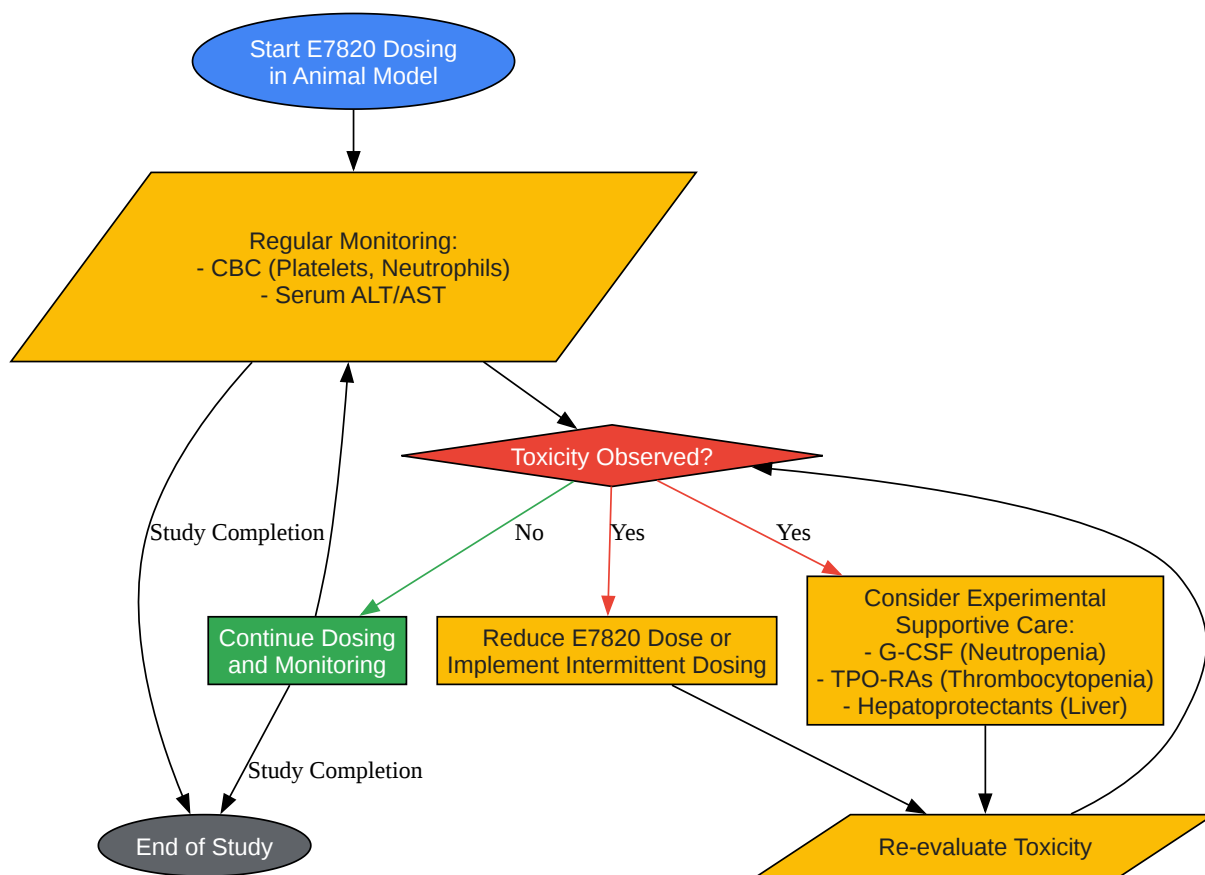 Start E7820 Dosing
in Animal Model
Regular Monitoring:
- CBC (Platelets, Neutrophils)
- Serum ALT/AST
Toxicity Observed?
Study Completion
No
Yes
Yes
Continue Dosing
and Monitoring
Reduce E7820 Dose or
Implement Intermittent Dosing
Consider Experimental
Supportive Care:
- G-CSF (Neutropenia)
- TPO-RAs (Thrombocytopenia)
- Hepatoprotectants (Liver)
Study Completion
End of Study
Re-evaluate Toxicity